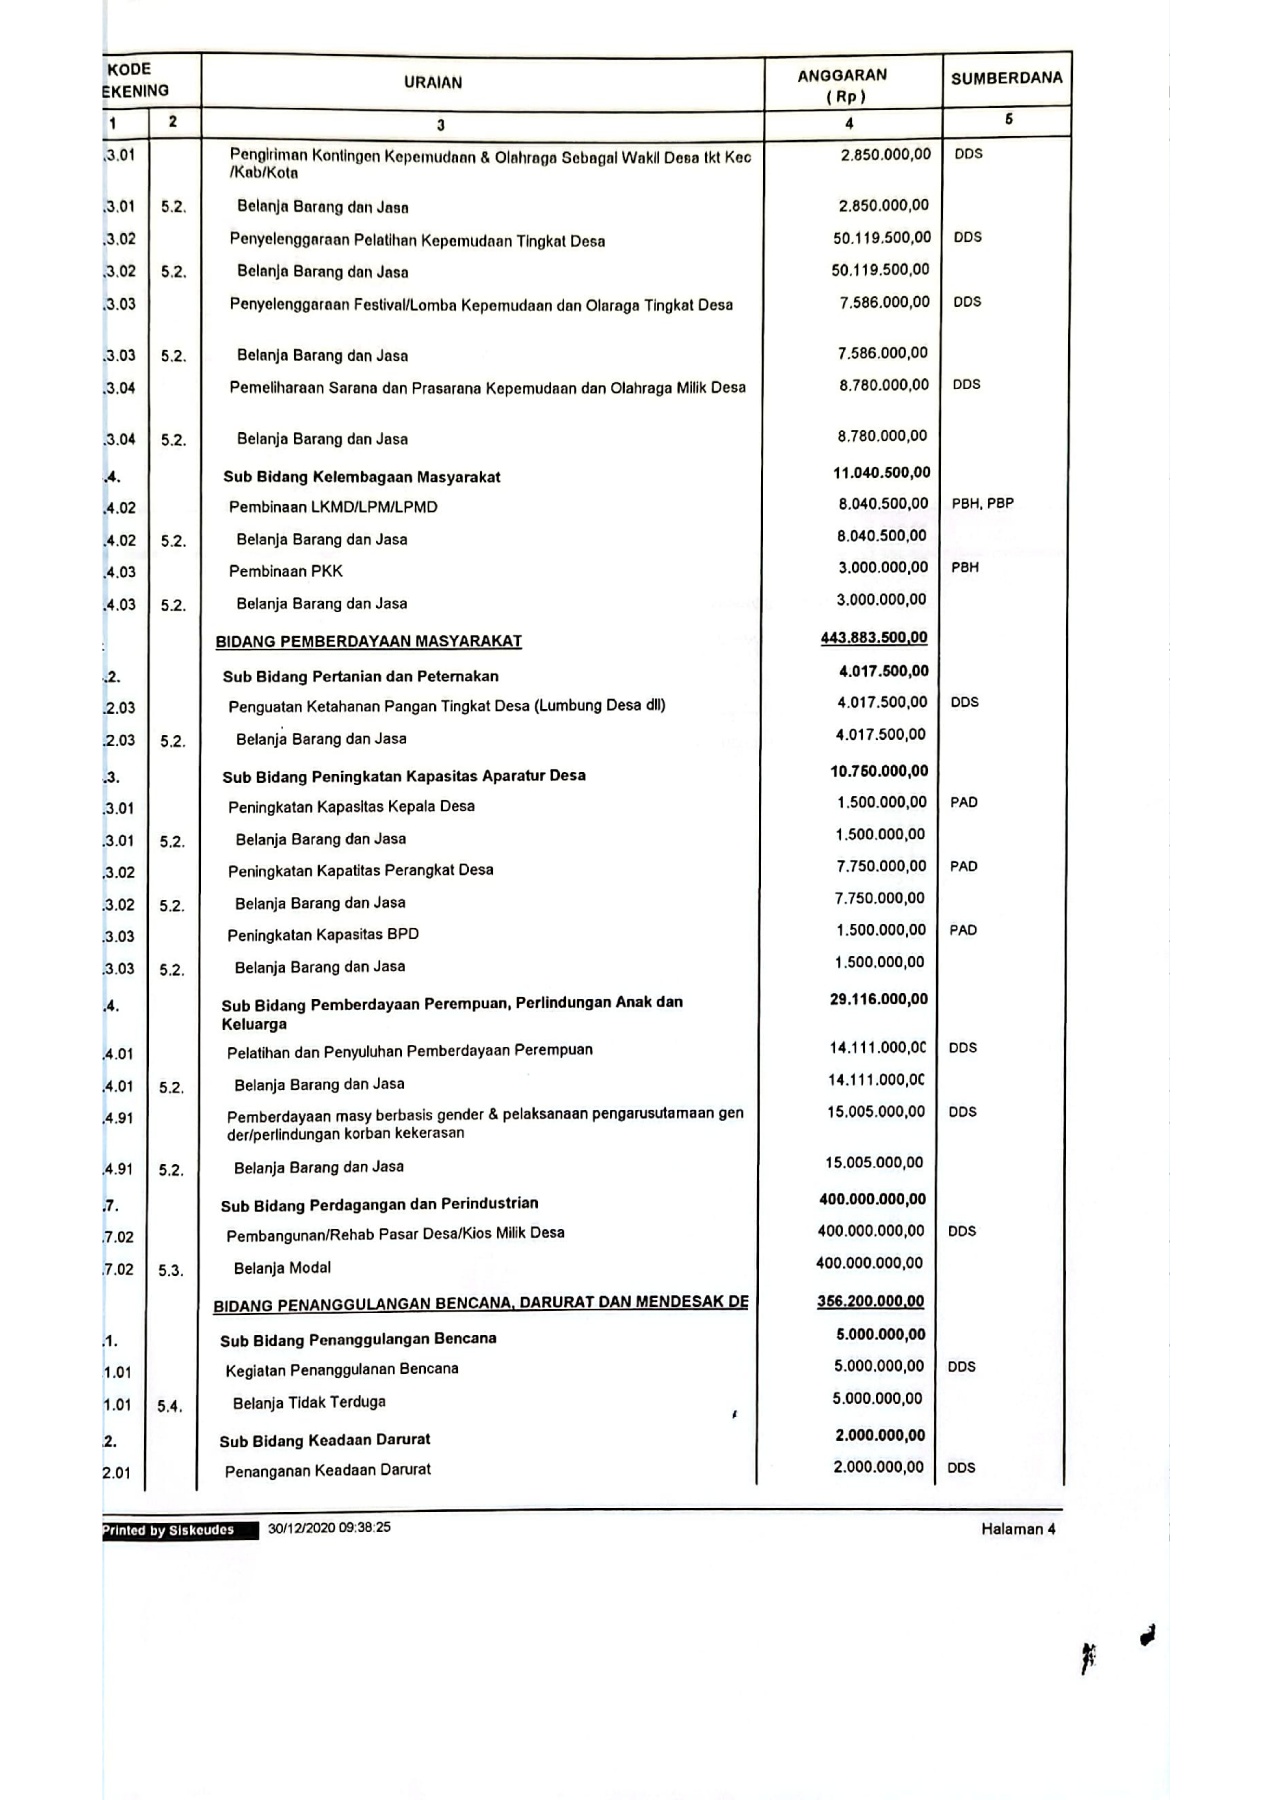 KODE
EKENING
URAIAN
ANGGARAN
( Rp )
SUMBERDANA
1 2 3 4 5
.3.01 Pengiriman Kontingen Kepemudaan & Olahraga Sebagai Wakil Desa tkt Kec 2.850.000,00 DDS
/Kab/Kota
.3.01 5.2. Belanja Barang dan Jasa 2.850.000,00
.3.02 Penyelenggaraan Pelatihan Kepemudaan Tingkat Desa 50.119.500,00 DDS
.3.02 5.2. Belanja Barang dan Jasa 50.119.500,00
.3.03 Penyelenggaraan Festival/Lomba Kepemudaan dan Olaraga Tingkat Desa 7.586.000,00 DDS
.3.03 5.2. Belanja Barang dan Jasa 7.586.000,00
.3.04 Pemeliharaan Sarana dan Prasarana Kepemudaan dan Olahraga Milik Desa 8.780.000,00 DDS
.3.04 5.2. Belanja Barang dan Jasa 8.780.000,00
.4. Sub Bidang Kelembagaan Masyarakat 11.040.500,00
.4.02 Pembinaan LKMD/LPM/LPMD 8.040.500,00 PBH, PBP
.4.02 5.2. Belanja Barang dan Jasa 8.040.500,00
.4.03 Pembinaan PKK 3.000.000,00 PBH
.4.03 5.2. Belanja Barang dan Jasa 3.000.000,00
BIDANG PEMBERDAYAAN MASYARAKAT 443.883.500,00
.2. Sub Bidang Pertanian dan Peternakan 4.017.500,00
.2.03 Penguatan Ketahanan Pangan Tingkat Desa (Lumbung Desa dll) 4.017.500,00 DDS
.2.03 5.2. Belanja Barang dan Jasa 4.017.500,00
.3. Sub Bidang Peningkatan Kapasitas Aparatur Desa 10.750.000,00
.3.01 Peningkatan Kapasitas Kepala Desa 1.500.000,00 PAD
.3.01 5.2. Belanja Barang dan Jasa 1.500.000,00
.3.02 Peningkatan Kapatitas Perangkat Desa 7.750.000,00 PAD
.3.02 5.2. Belanja Barang dan Jasa 7.750.000,00
.3.03 Peningkatan Kapasitas BPD 1.500.000,00 PAD
.3.03 5.2. Belanja Barang dan Jasa 1.500.000,00
.4. Sub Bidang Pemberdayaan Perempuan, Perlindungan Anak dan 29.116.000,00
Keluarga
.4.01 Pelatihan dan Penyuluhan Pemberdayaan Perempuan 14.111.000,00 DDS
.4.01 5.2. Belanja Barang dan Jasa 14.111.000,00
.4.91 Pemberdayaan masy berbasis gender & pelaksanaan pengarusutamaan gen 15.005.000,00 DDS
der/perlindungan korban kekerasan
.4.91 5.2. Belanja Barang dan Jasa 15.005.000,00
.7. Sub Bidang Perdagangan dan Perindustrian 400.000.000,00
.7.02 Pembangunan/Rehab Pasar Desa/Kios Milik Desa 400.000.000,00 DDS
.7.02 5.3. Belanja Modal 400.000.000,00
BIDANG PENANGGULANGAN BENCANA, DARURAT DAN MENDESAK DE 356.200.000,00
.1. Sub Bidang Penanggulangan Bencana 5.000.000,00
1.01 Kegiatan Penanggulanan Bencana 5.000.000,00 DDS
1.01 5.4. Belanja Tidak Terduga 5.000.000,00
2. Sub Bidang Keadaan Darurat 2.000.000,00
2.01 Penanganan Keadaan Darurat 2.000.000,00 DDS
Printed by Siskeudes 30/12/2020 09:38:25 Halaman 4